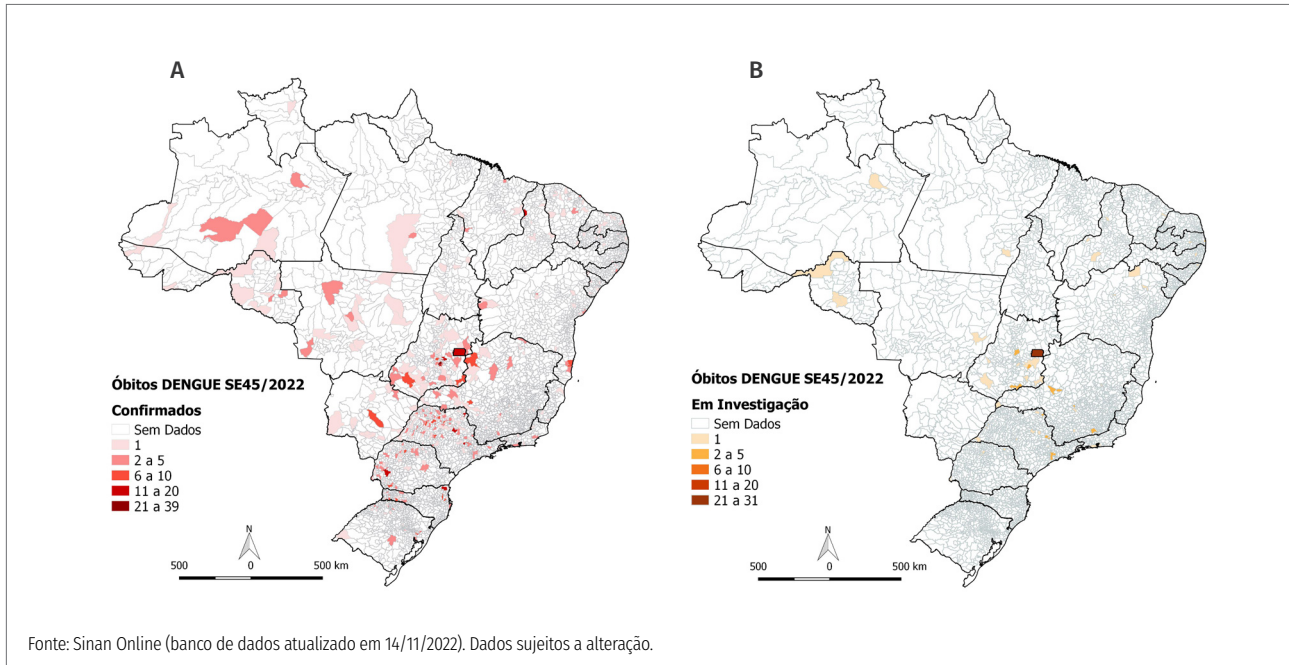 A
Óbitos DENGUE SE45/2022
Confirmados
Sem Dados
1
2 a 5
6 a 10
11 a 20
21 a 39
N
500 0 500 km
B
Óbitos DENGUE SE45/2022
Em Investigação
Sem Dados
1
2 a 5
6 a 10
11 a 20
21 a 31
N
500 0 500 km
Fonte: Sinan Online (banco de dados atualizado em 14/11/2022). Dados sujeitos a alteração.